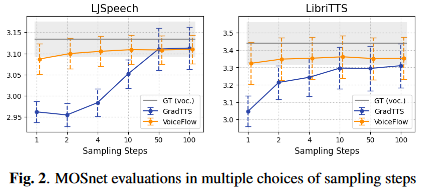 LJSpeech
3.15
3.10
3.05
3.00
2.95
GT (voc.)
GradTTS
VoiceFlow
1 2 4 10 50 100
Sampling Steps
LibriTTS
3.5
3.4
3.3
3.2
3.1
3.0
GT (voc.)
GradTTS
VoiceFlow
1 2 4 10 50 100
Sampling Steps
Fig. 2. MOSnet evaluations in multiple choices of sampling steps